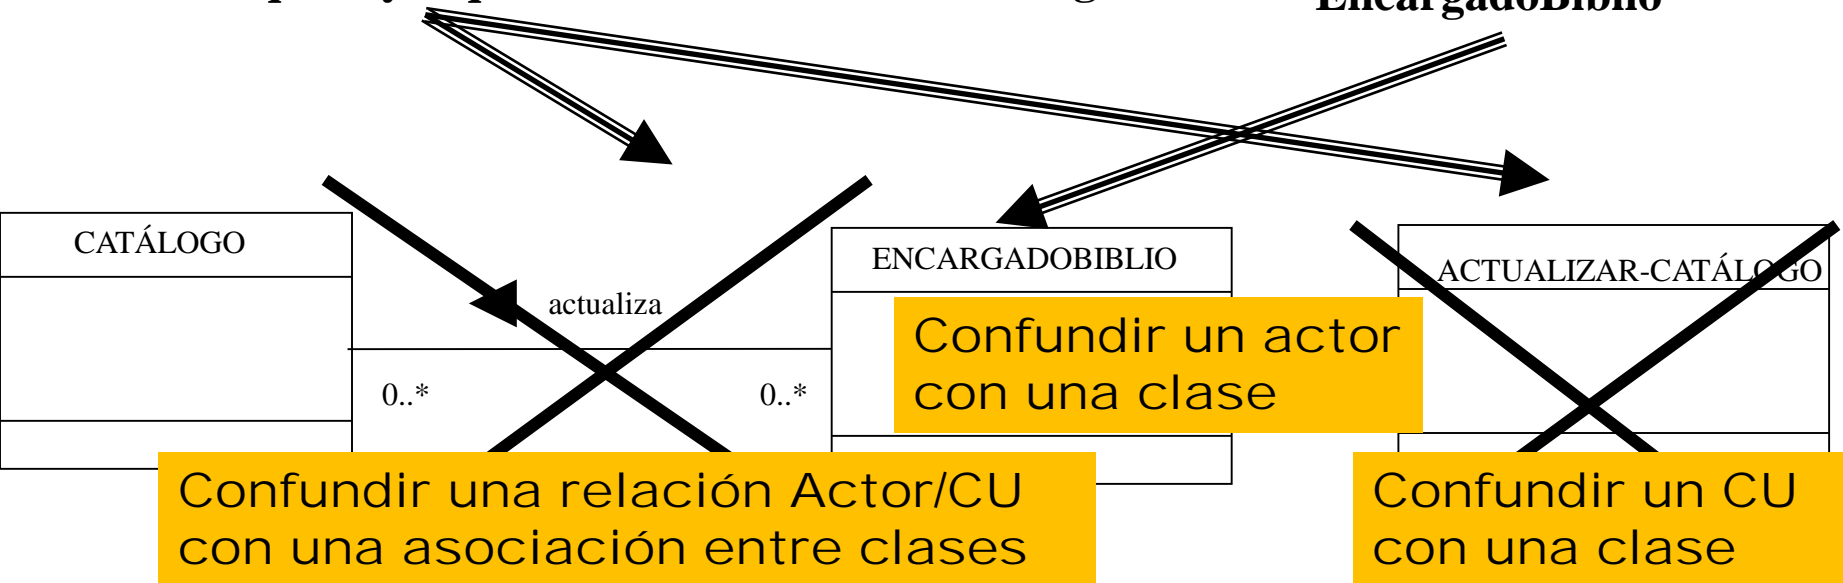 EncargadoBiblio
CATÁLOGO
ENCARGADOBIBLIO
ACTUALIZAR-CATÁLOGO
actualiza
0..*
0..*
Confundir un actor
con una clase
Confundir una relación Actor/CU
con una asociación entre clases
Confundir un CU
con una clase